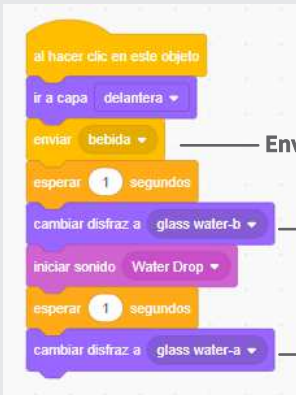 al hacer clic en este objeto
ir a capa delantera
enviar bebida
Env
esperar 1 segundos
cambiar disfraz a glass water-b
iniciar sonido Water Drop
esperar 1 segundos
cambiar disfraz a glass water-a